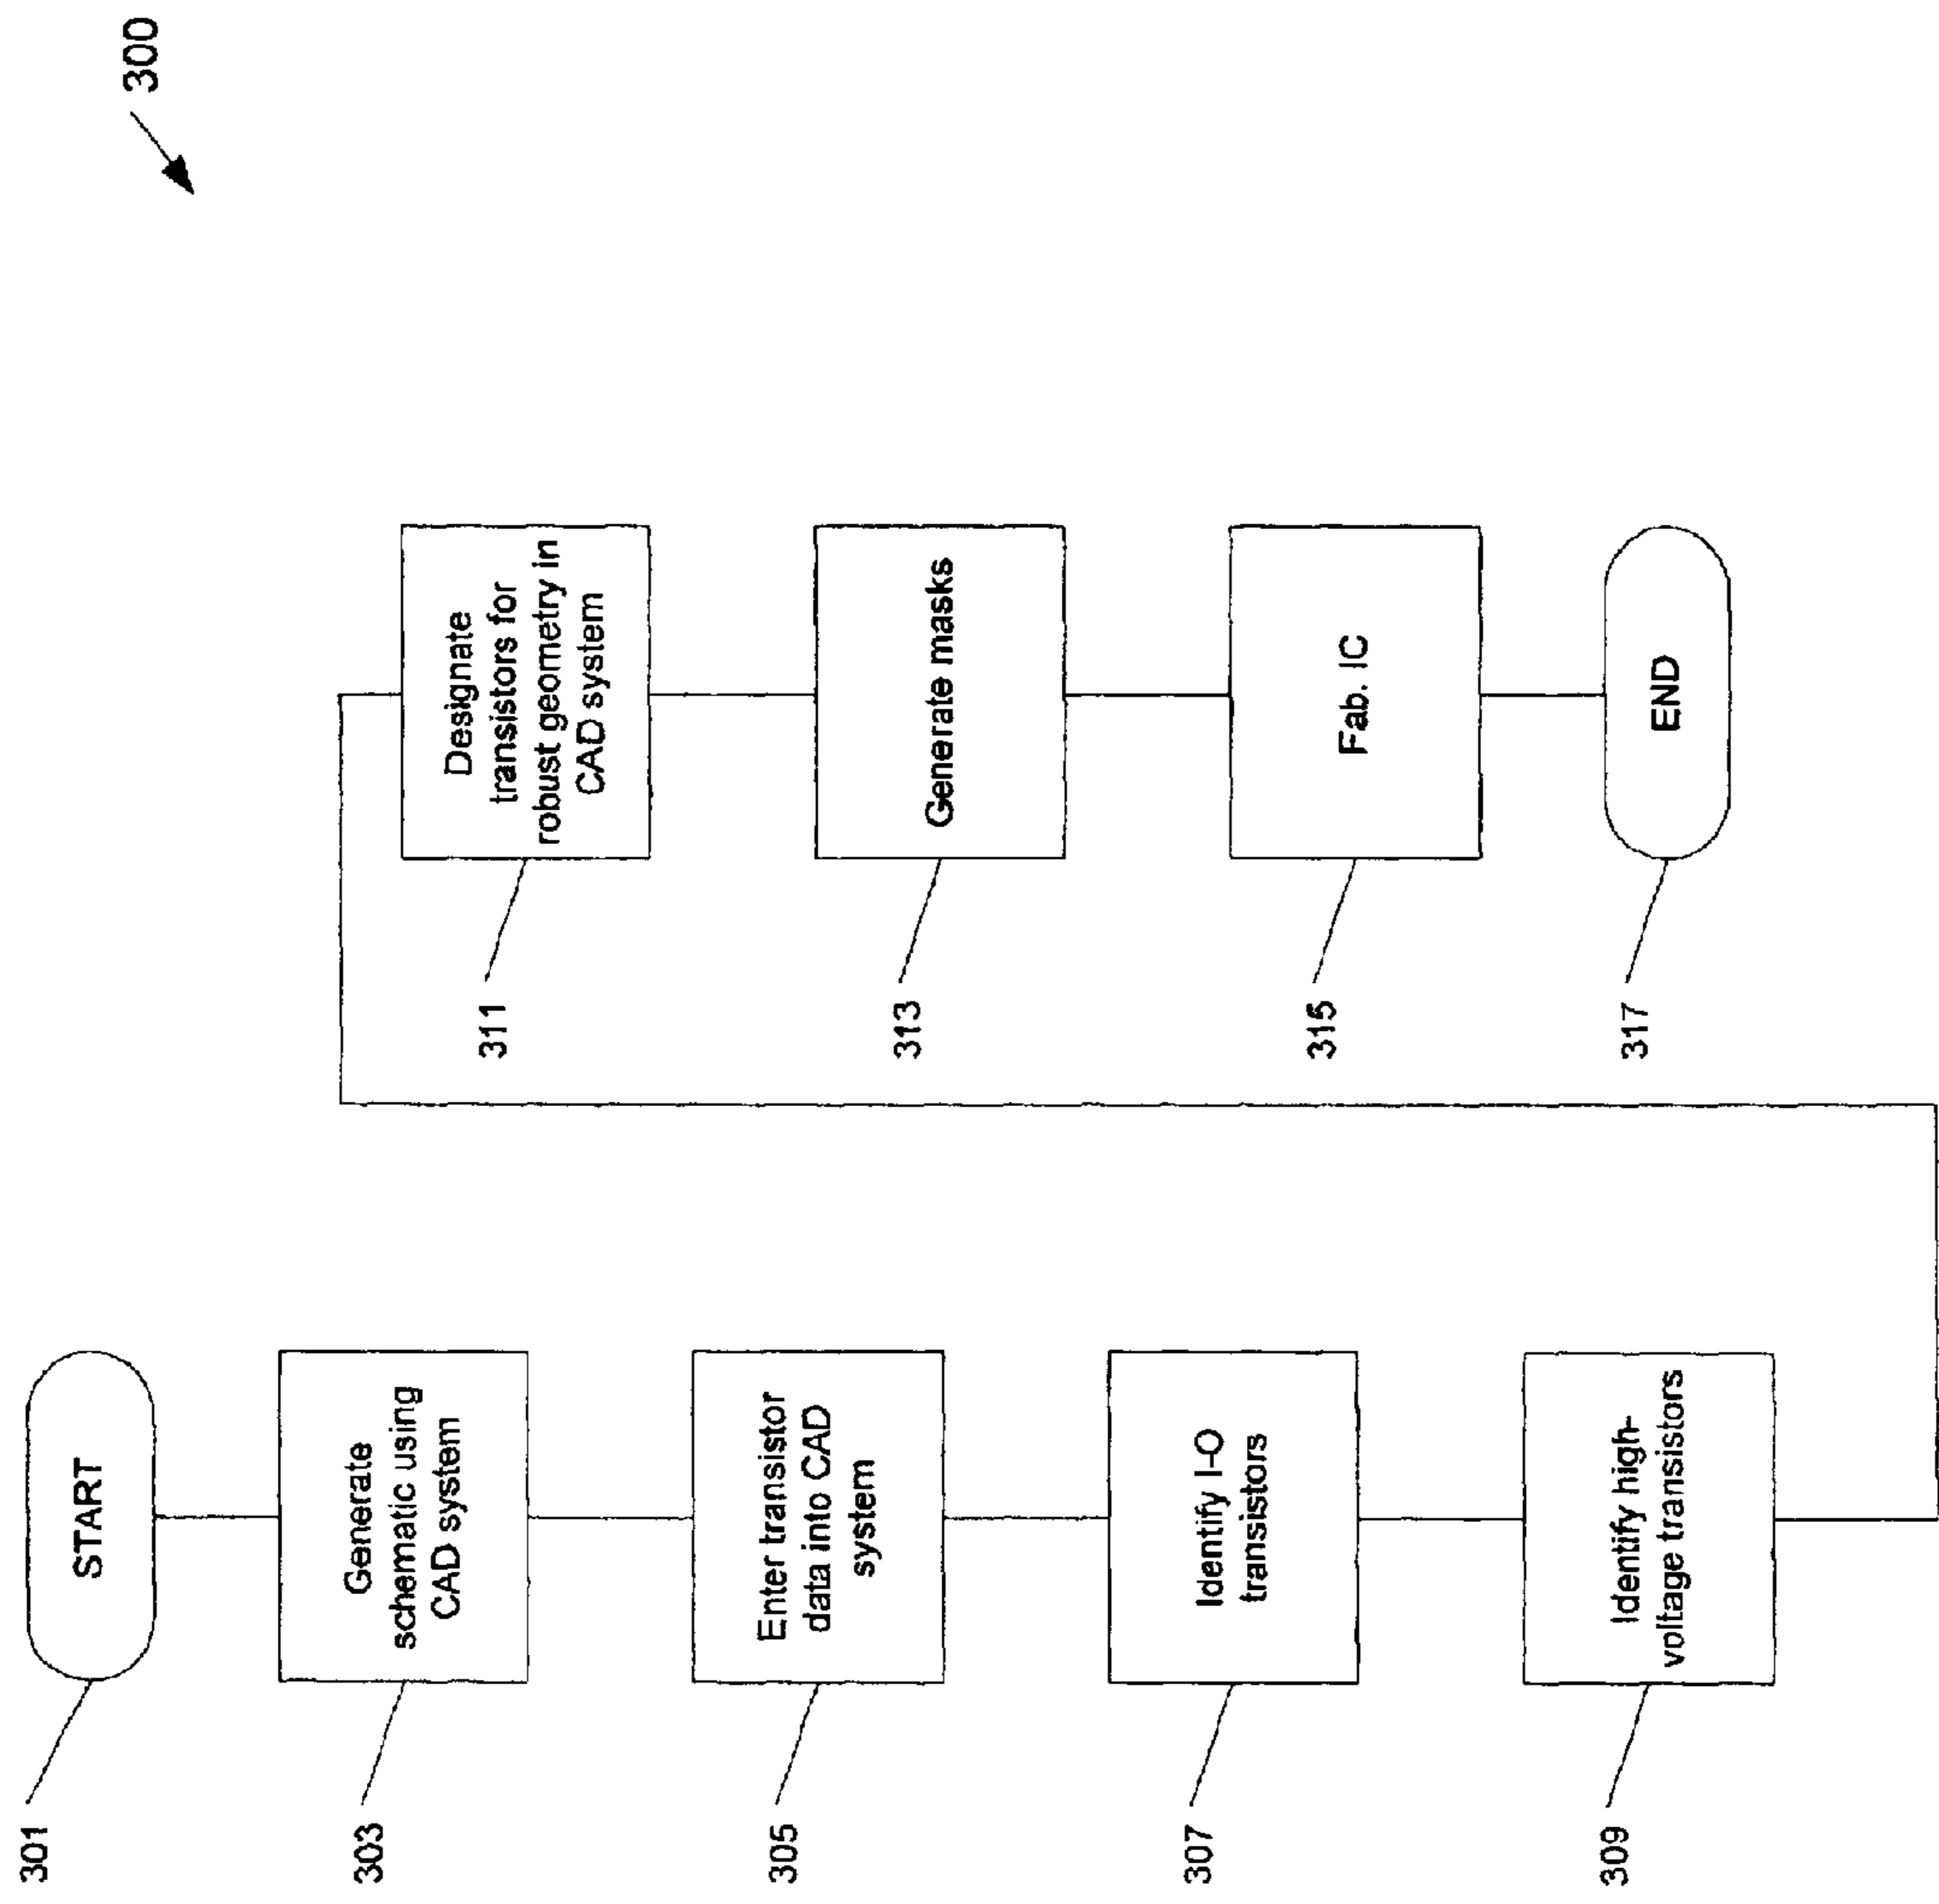 300
301
START
303
Generate
schematic using
CAD system
305
Enter transistor
data into CAD
system
307
Identify I-O
transistors
309
Identify high-
voltage transistors
311
Designate
transistors for
robust geometry in
CAD system
313
Generate masks
315
Fab. IC
317
END